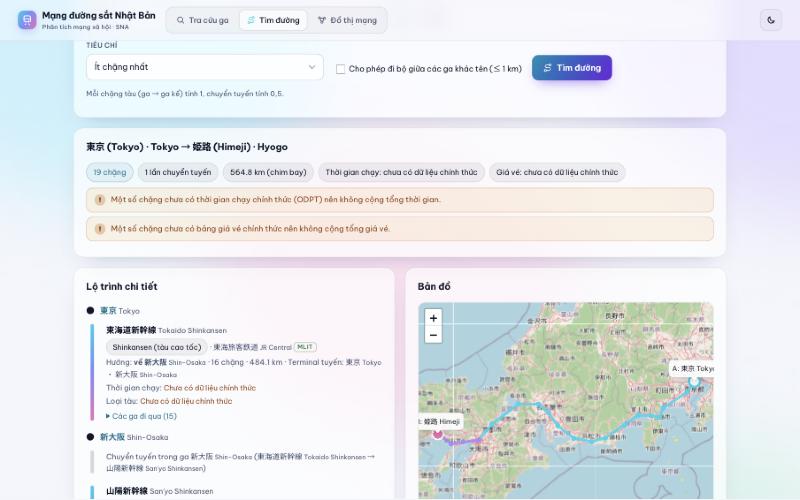 Mạng đường sắt Nhật Bản
Phân tích mạng xã hội · SNA
Tra cứu ga
Tìm đường
Đồ thị mạng
TIÊU CHÍ
Ít chặng nhất
Cho phép đi bộ giữa các ga khác tên (≤ 1 km)
Tìm đường
Mỗi chặng tàu (ga → ga kế) tính 1, chuyển tuyến tính 0,5.
東京 (Tokyo) · Tokyo → 姫路 (Himeji) · Hyogo
19 chặng
1 lần chuyển tuyến
564.8 km (chim bay)
Thời gian chạy: chưa có dữ liệu chính thức
Giá vé: chưa có dữ liệu chính thức
Một số chặng chưa có thời gian chạy chính thức (ODPT) nên không cộng tổng thời gian.
Một số chặng chưa có bảng giá vé chính thức nên không cộng tổng giá vé.
Lộ trình chi tiết
東京 Tokyo
東海道新幹線 Tokaido Shinkansen
Shinkansen (tàu cao tốc) · 東海旅客鉄道 JR Central MLIT
Hướng: về 新大阪 Shin-Osaka · 16 chặng · 484.1 km · Terminal tuyến: 東京 Tokyo
· 新大阪 Shin-Osaka
Thời gian chạy: Chưa có dữ liệu chính thức
Loại tàu: Chưa có dữ liệu chính thức
Các ga đi qua (15)
新大阪 Shin-Osaka
Chuyển tuyến trong ga 新大阪 Shin-Osaka (東海道新幹線 Tokaido Shinkansen →
山陽新幹線 San'yo Shinkansen)
山陽新幹線 San'yo Shinkansen
Bản đồ
+
−
A: 東京 Tokyo
姫路 Himeji